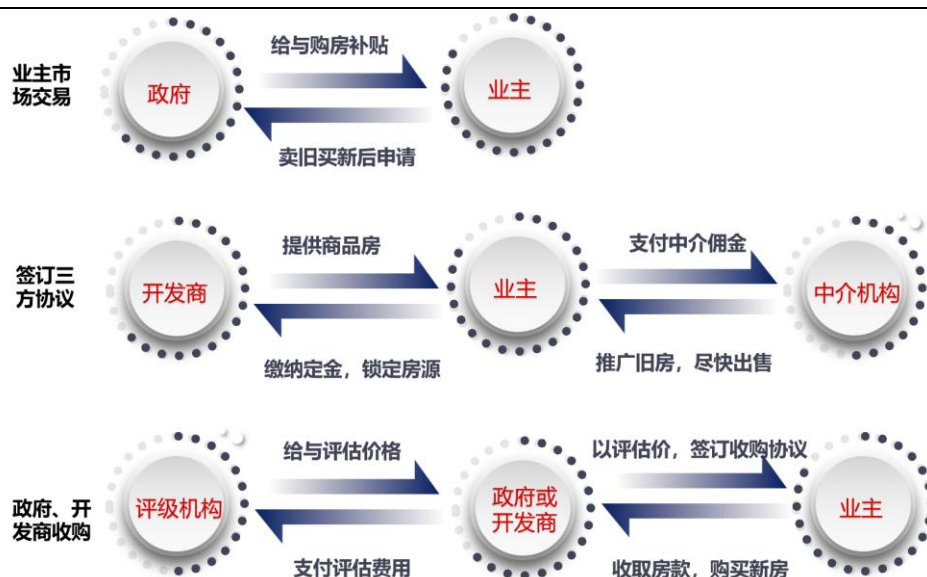 业主市
场交易
政府
给与购房补贴
卖旧买新后申请
业主
签订三
方协议
开发商
提供商品房
缴纳定金，锁定房源
业主
支付中介佣金
推广旧房，尽快出售
中介机构
政府、开
发商收购
评级机构
给与评估价格
支付评估费用
政府或
开发商
以评估价，签订收购协议
收取房款，购买新房
业主